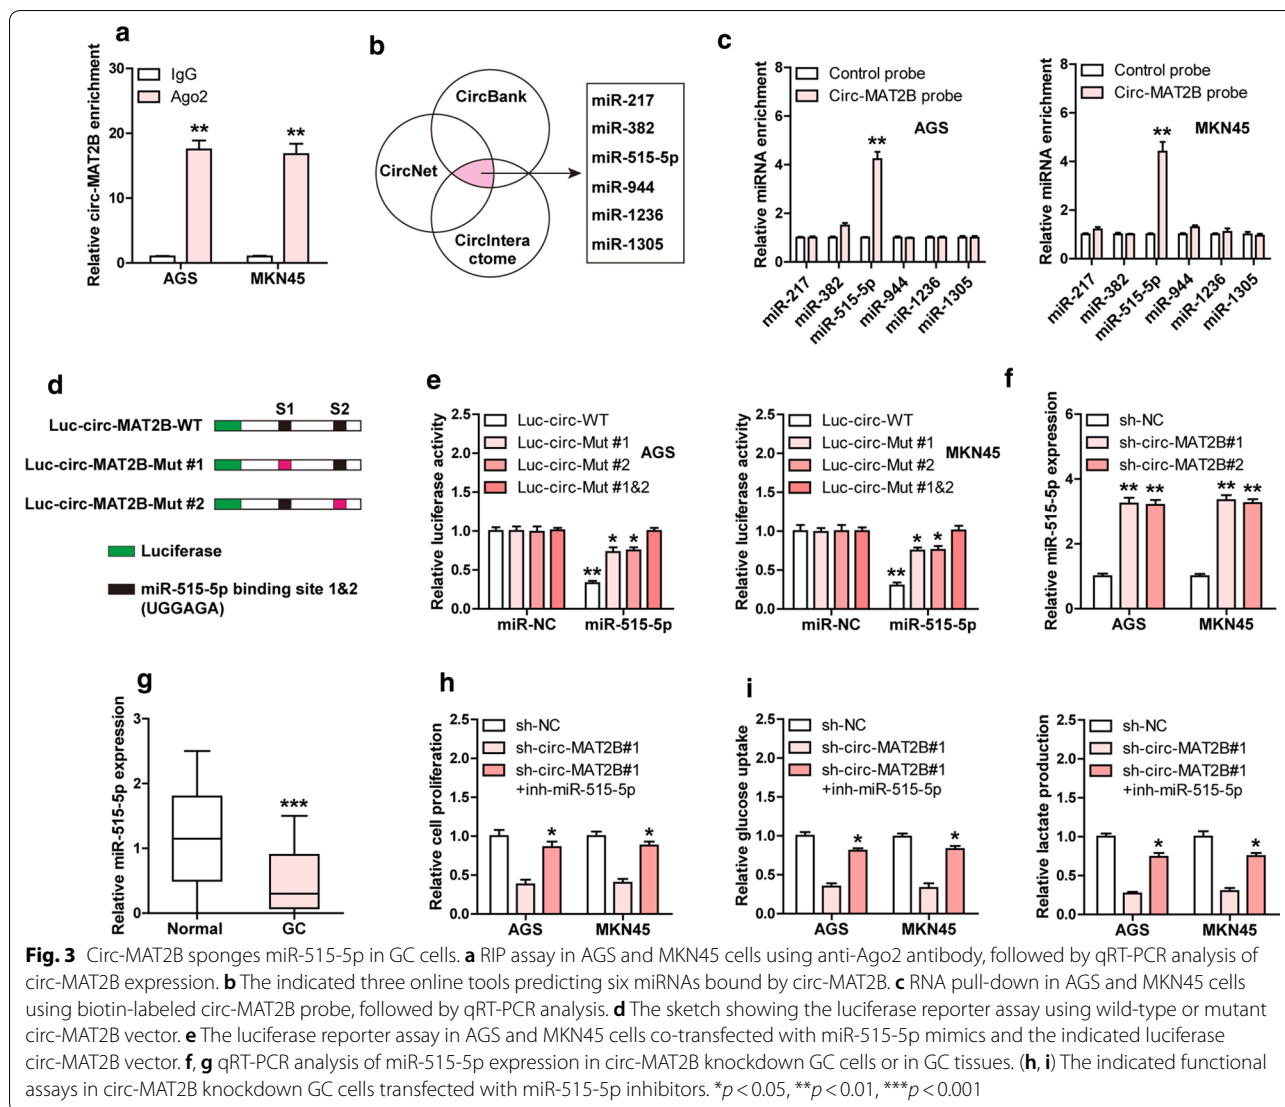 a
Relative circ-MAT2B enrichment
30
20
10
0
IgG
Ago2
**
**
AGS
MKN45
b
CircBank
CircNet
CircIntera
ctome
miR-217
miR-382
miR-515-5p
miR-944
miR-1236
miR-1305
c
Relative miRNA enrichment
8
6
4
2
0
Control probe
Circ-MAT2B probe
AGS
**
miR-217
miR-382
miR-515-5p
miR-944
miR-1236
miR-1305
Relative miRNA enrichment
8
6
4
2
0
Control probe
Circ-MAT2B probe
MKN45
**
miR-217
miR-382
miR-515-5p
miR-944
miR-1236
miR-1305
d
S1
S2
Luc-circ-MAT2B-WT
Luc-circ-MAT2B-Mut #1
Luc-circ-MAT2B-Mut #2
Luciferase
miR-515-5p binding site 1&2
(UGGAGA)
e
Relative luciferase activity
2.5
2.0
1.5
1.0
0.5
0.0
Luc-circ-WT
Luc-circ-Mut #1
Luc-circ-Mut #2
Luc-circ-Mut #1&2
AGS
**
*
*
miR-NC
miR-515-5p
Relative luciferase activity
2.5
2.0
1.5
1.0
0.5
0.0
Luc-circ-WT
Luc-circ-Mut #1
Luc-circ-Mut #2
Luc-circ-Mut #1&2
MKN45
**
*
*
miR-NC
miR-515-5p
f
Relative miR-515-5p expression
6
4
2
0
sh-NC
sh-circ-MAT2B#1
sh-circ-MAT2B#2
**
**
**
**
AGS
MKN45
g
Relative miR-515-5p expression
3
2
1
0
***
Normal
GC
h
Relative cell proliferation
2.5
2.0
1.5
1.0
0.5
0.0
sh-NC
sh-circ-MAT2B#1
sh-circ-MAT2B#1
+inh-miR-515-5p
*
*
AGS
MKN45
i
Relative glucose uptake
2.5
2.0
1.5
1.0
0.5
0.0
sh-NC
sh-circ-MAT2B#1
sh-circ-MAT2B#1
+inh-miR-515-5p
*
*
AGS
MKN45
Relative lactate production
2.5
2.0
1.5
1.0
0.5
0.0
sh-NC
sh-circ-MAT2B#1
sh-circ-MAT2B#1
+inh-miR-515-5p
*
*
AGS
MKN45
Fig. 3 Circ-MAT2B sponges miR-515-5p in GC cells. a RIP assay in AGS and MKN45 cells using anti-Ago2 antibody, followed by qRT-PCR analysis of
circ-MAT2B expression. b The indicated three online tools predicting six miRNAs bound by circ-MAT2B. c RNA pull-down in AGS and MKN45 cells
using biotin-labeled circ-MAT2B probe, followed by qRT-PCR analysis. d The sketch showing the luciferase reporter assay using wild-type or mutant
circ-MAT2B vector. e The luciferase reporter assay in AGS and MKN45 cells co-transfected with miR-515-5p mimics and the indicated luciferase
circ-MAT2B vector. f, g qRT-PCR analysis of miR-515-5p expression in circ-MAT2B knockdown GC cells or in GC tissues. (h, i) The indicated functional
assays in circ-MAT2B knockdown GC cells transfected with miR-515-5p inhibitors. *p < 0.05, **p < 0.01, ***p < 0.001